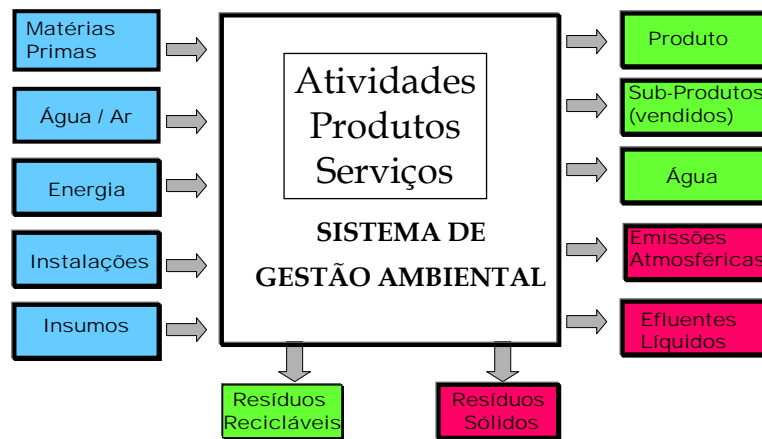 Matérias
Primas
Água / Ar
Energia
Instalações
Insumos
Atividades
Produtos
Serviços
SISTEMA DE
GESTÃO AMBIENTAL
Produto
Sub-Produtos
(vendidos)
Água
Emissões
Atmosféricas
Efluentes
Líquidos
Resíduos
Recicláveis
Resíduos
Sólidos